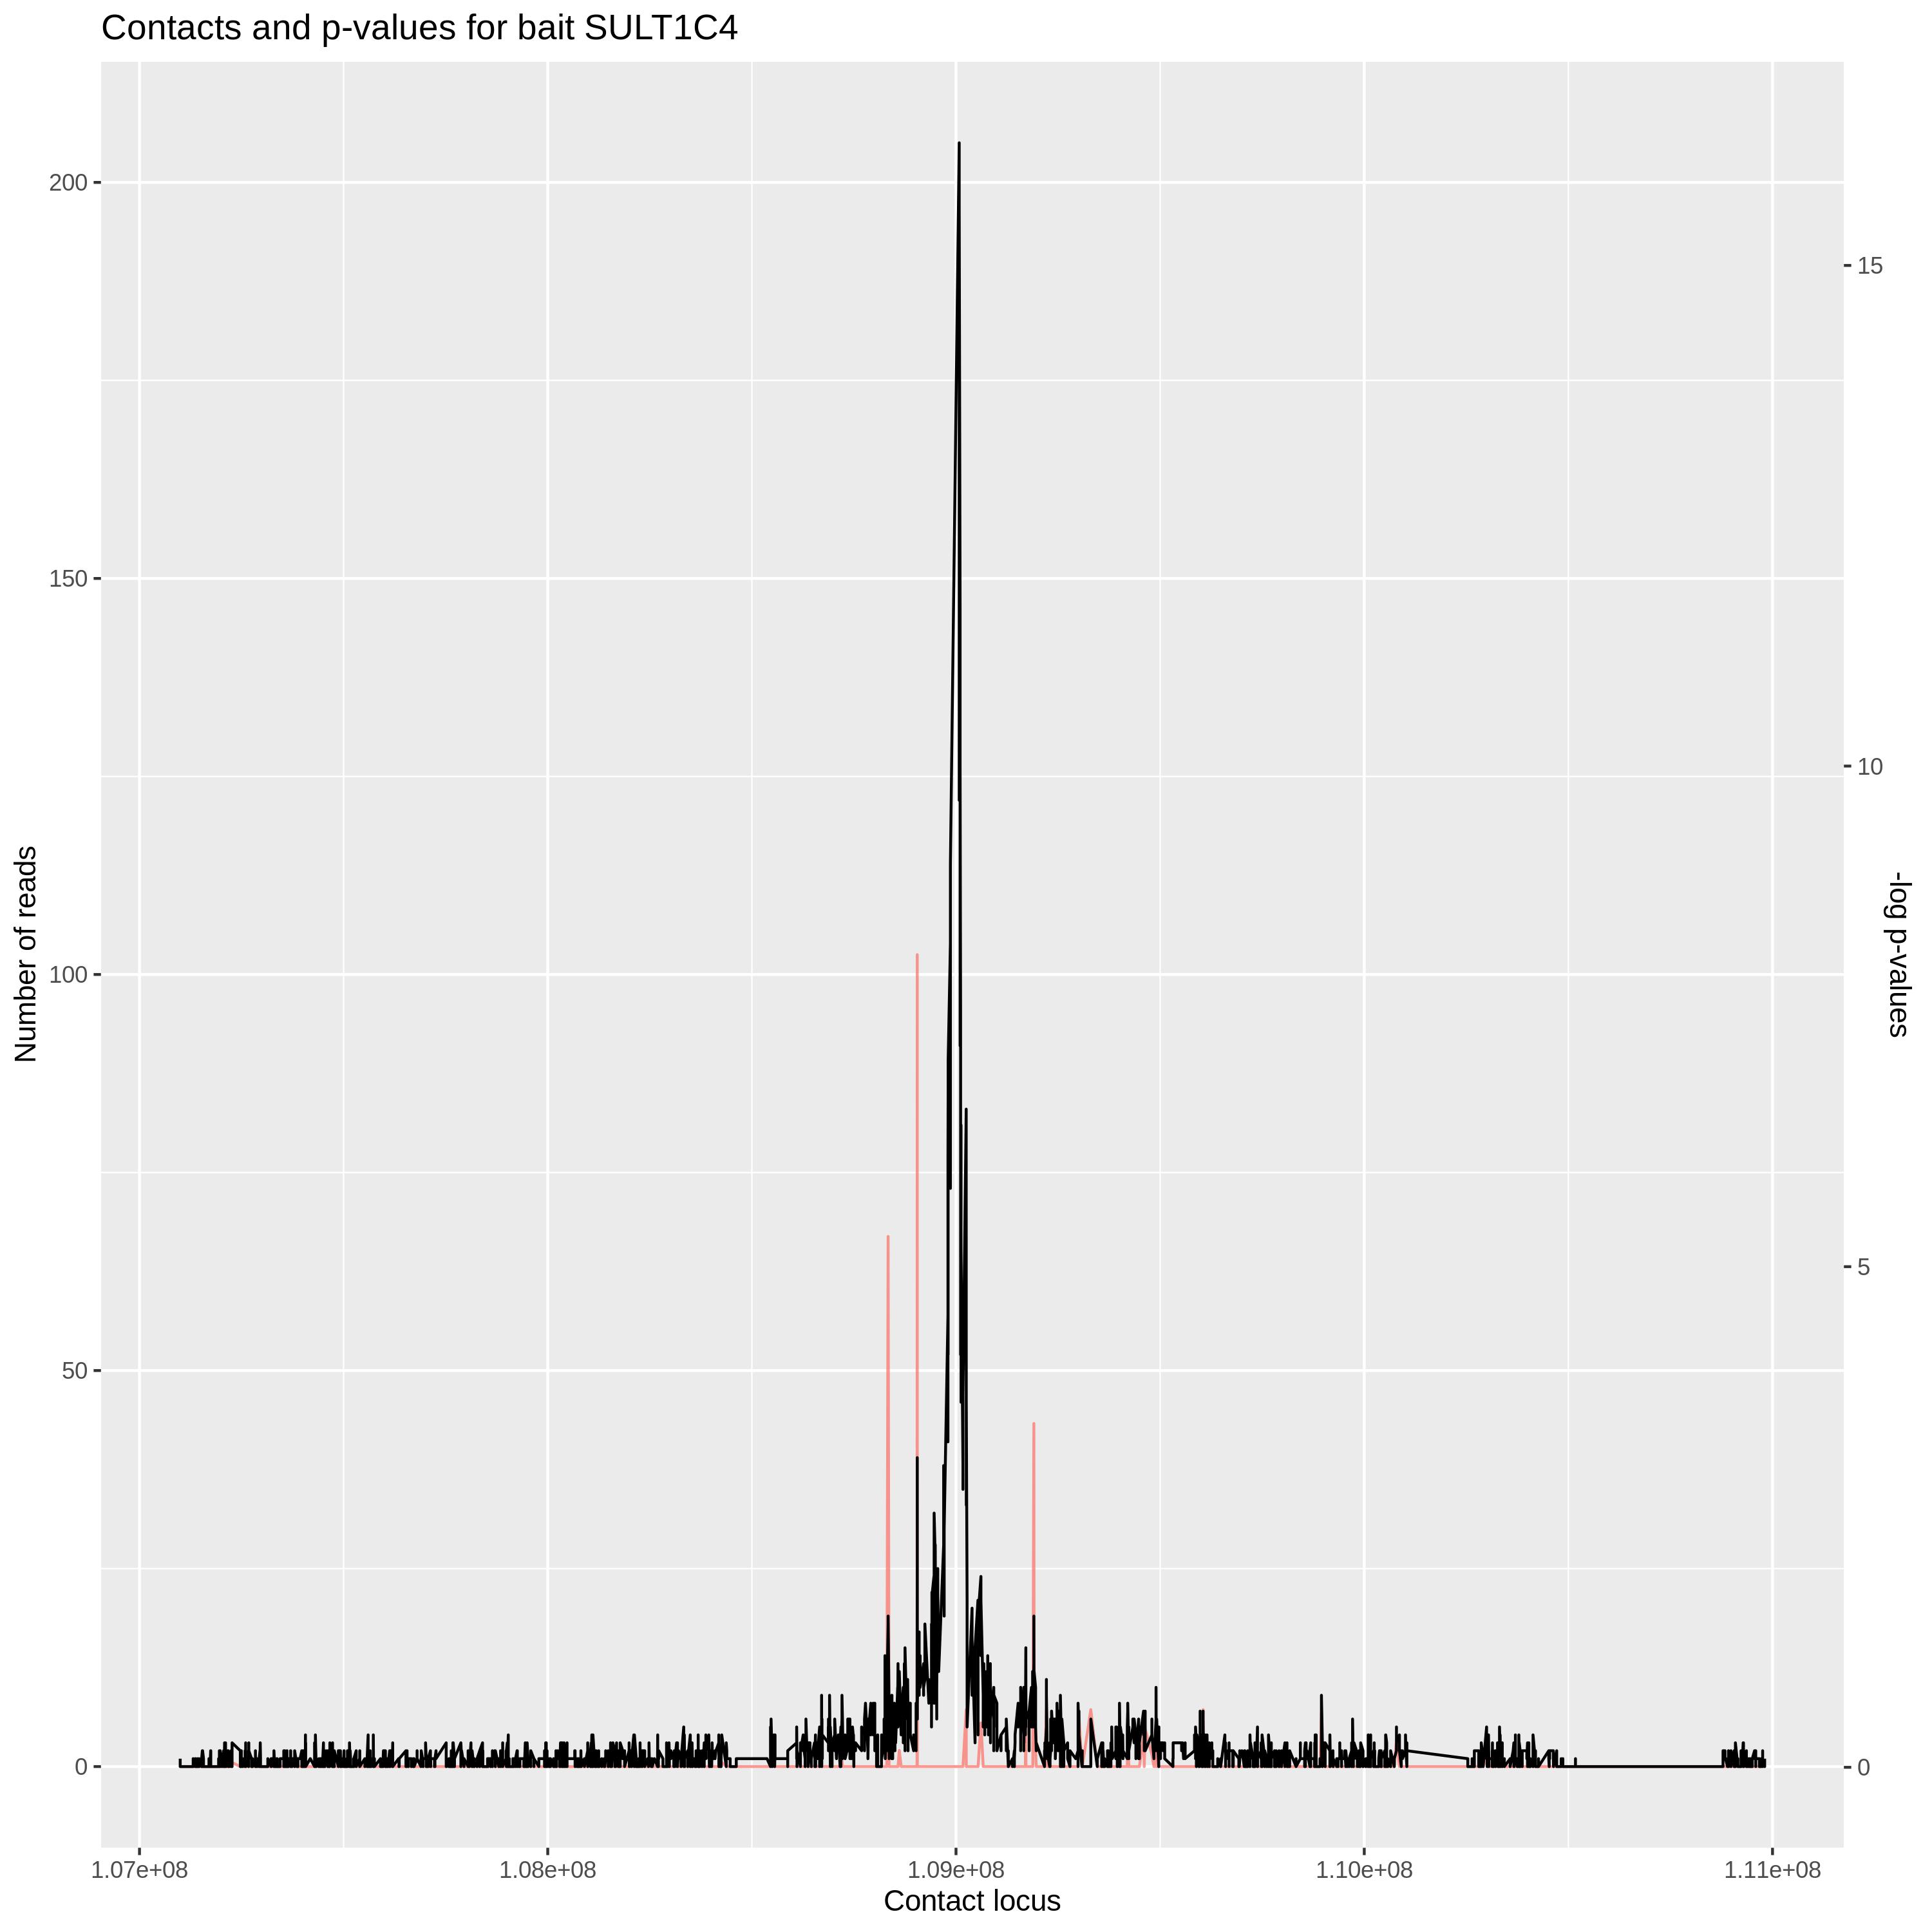 Contacts and p-values for bait SULT1C4
200
150
100
50
0
Number of reads
15
10
5
0
-log p-values
1.07e+08 1.08e+08 1.09e+08 1.10e+08 1.11e+08
Contact locus